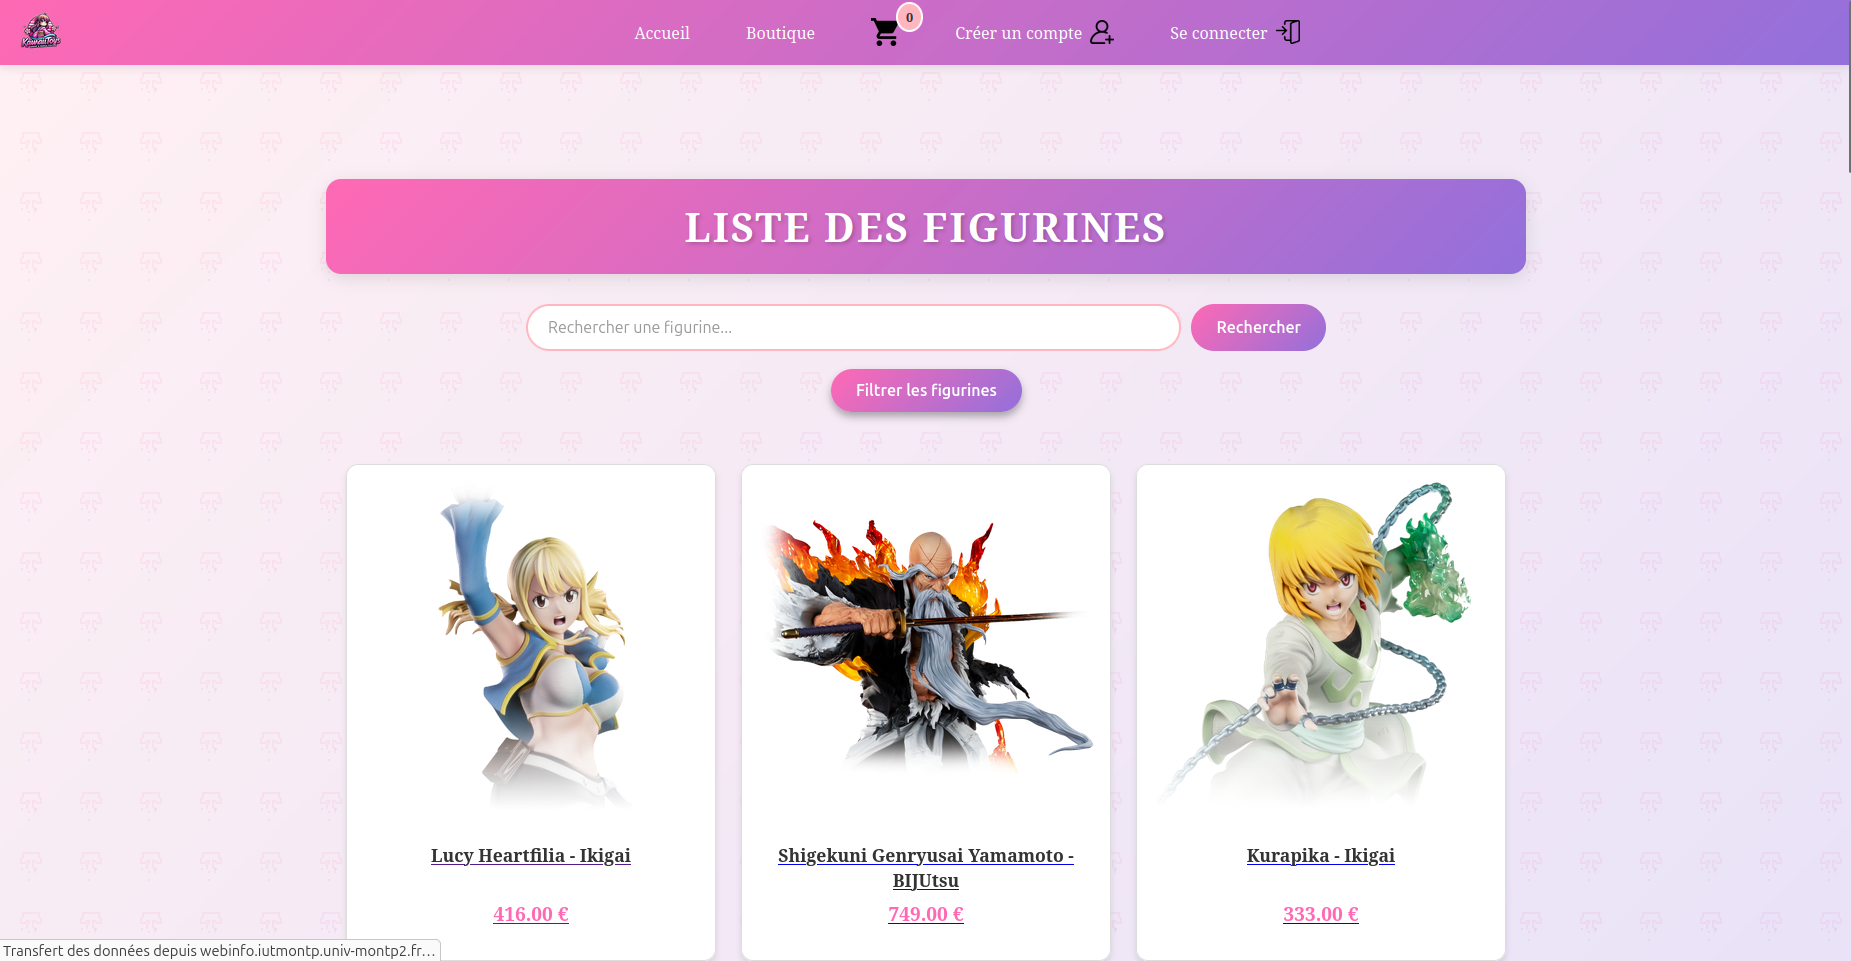 Accueil
Boutique
0
Créer un compte
Se connecter
LISTE DES FIGURINES
Rechercher une figurine...
Rechercher
Filtrer les figurines
Lucy Heartfilia - Ikigai
416.00 €
Shigekuni Genryusai Yamamoto -
BIJUtsu
749.00 €
Kurapika - Ikigai
333.00 €
Transfert des données depuis webinfo.iutmontp.univ-montp2.fr…